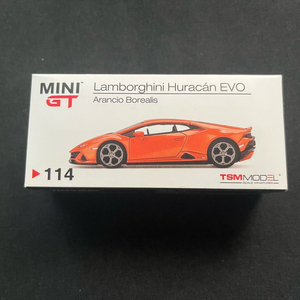 MINI GT
Lamborghini Huracán EVO
Arancio Borealis
114
TSMMODEL